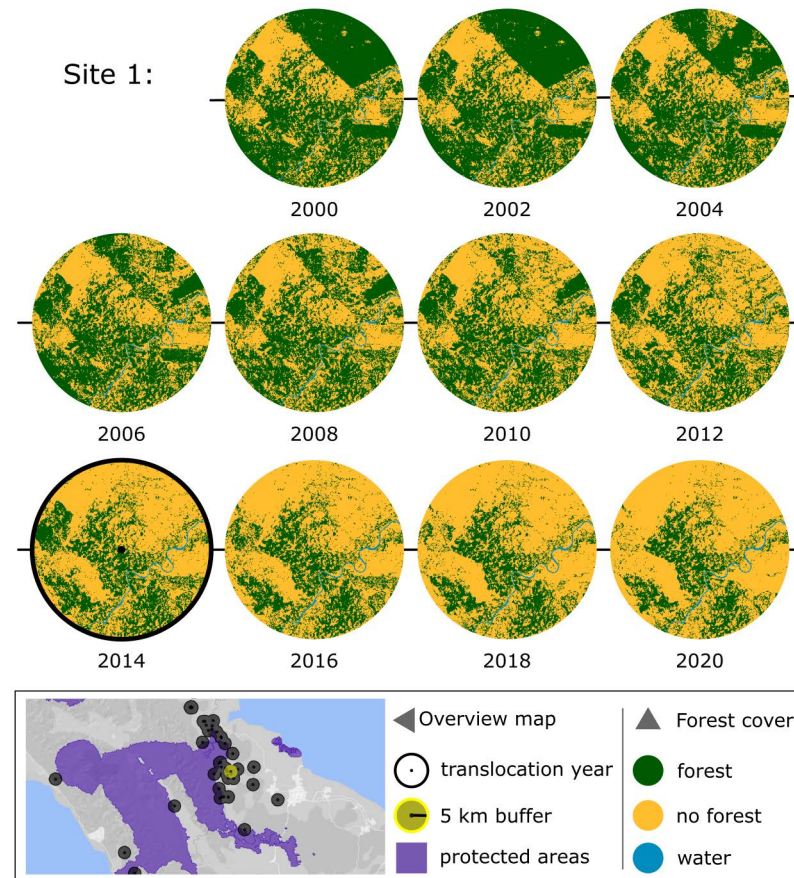 Site 1:
2000 2002 2004
2006 2008 2010 2012
2014 2016 2018 2020
Overview map
Forest cover
translocation year
forest
5 km buffer
no forest
protected areas
water